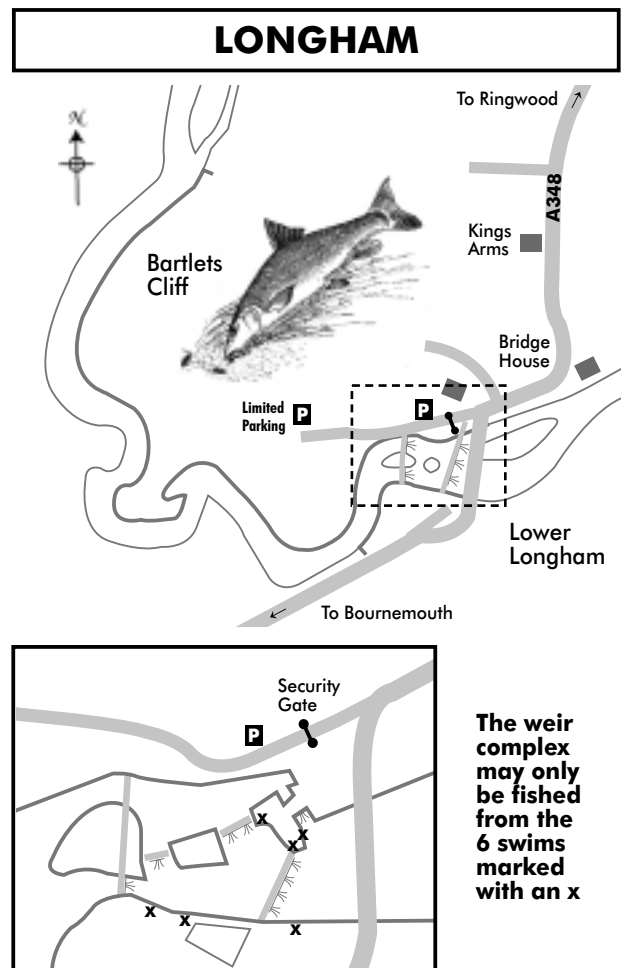 LONGHAM
To Ringwood →
N
A348
Kings
Arms
Bartlets
Cliff
Bridge
House
Limited
Parking
P
P
Lower
Longham
← To Bournemouth
Security
Gate
P
x
x
x
x
x
x
The weir
complex
may only
be fished
from the
6 swims
marked
with an x